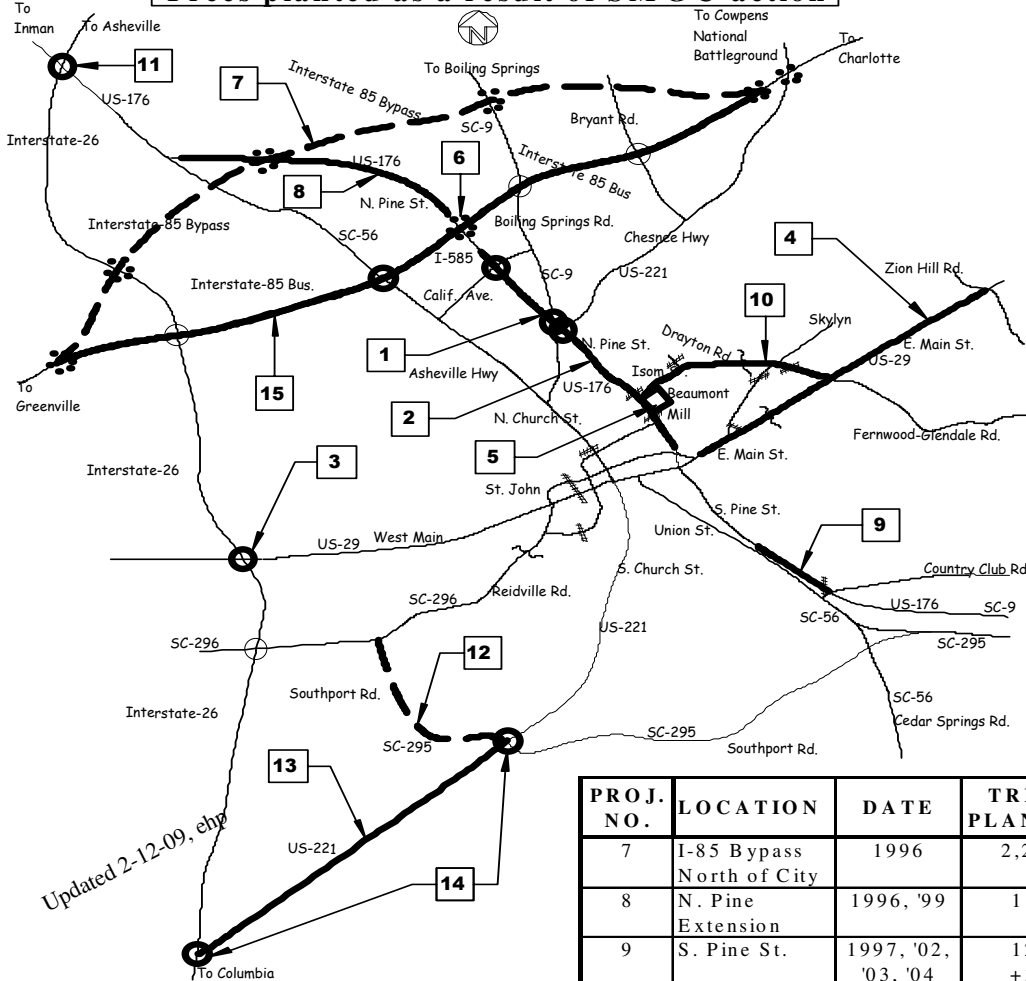 Trees planted as a result of SM GC action
To
Inman
To Asheville
To Cowpens
National
Battleground
To
Charlotte
11
US-176
7
Interstate 85 Bypass
To Boiling Springs
N
SC-9
Bryant Rd.
Interstate-26
US-176
8
N. Pine St.
6
Interstate 85 Bus
Boiling Springs Rd.
Chesnee Hwy
4
Zion Hill Rd.
Interstate-85 Bypass
SC-56
I-585
SC-9
US-221
Interstate-85 Bus.
Calif. Ave.
10
Skylyn
E. Main St.
US-29
1
N. Pine St.
Drayton Rd.
Isom
To
Greenville
15
Asheville Hwy
US-176
Beaumont
Mill
2
N. Church St.
5
E. Main St.
Fernwood-Glendale Rd.
Interstate-26
3
St. John
S. Pine St.
9
Union St.
US-29
West Main
S. Church St.
Country Club Rd
Reidville Rd.
SC-296
US-176
SC-9
SC-56
SC-296
US-221
SC-295
12
Southport Rd.
Interstate-26
SC-56
Cedar Springs Rd.
SC-295
SC-295
Southport Rd.
13
Updated 2-12-09, ehp
US-221
14
To Columbia
PROJ. NO. LOCATION DATE
7 I-85 Bypass North of City 1996
8 N. Pine Extension 1996, '99
9 S. Pine St. 1997, '02, '03, '04